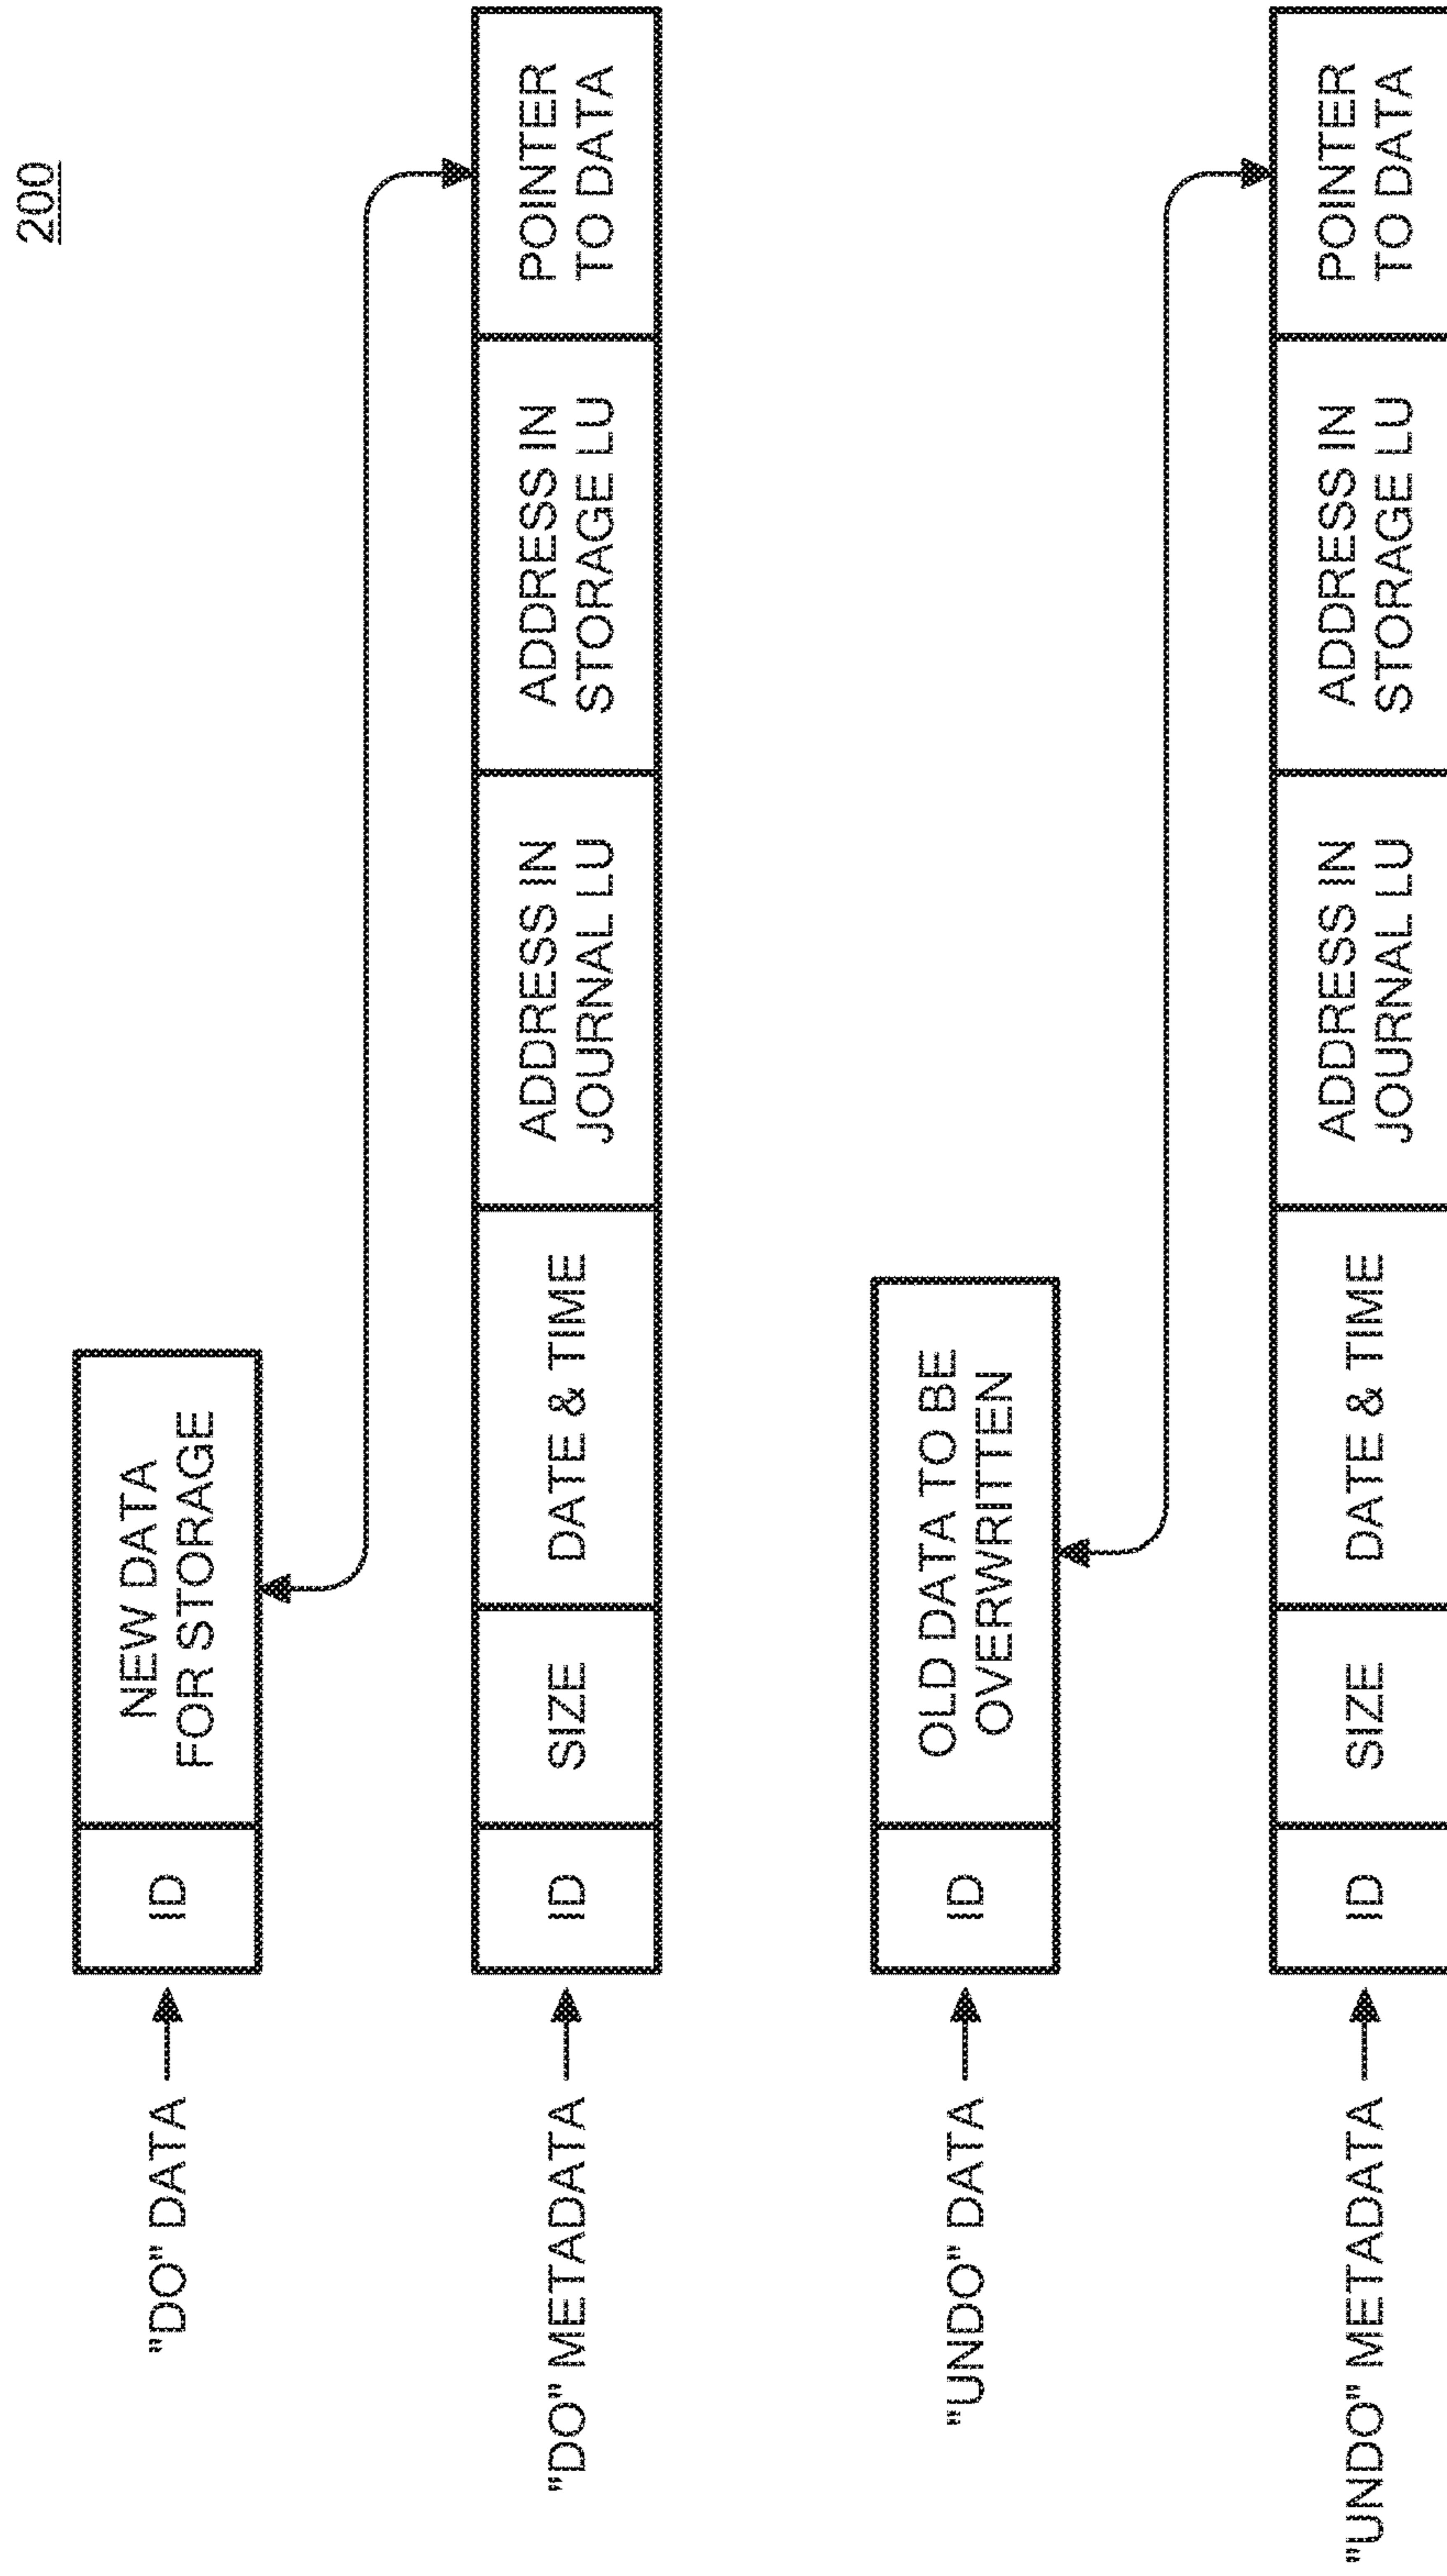 200
"DO" DATA
ID
NEW DATA
FOR STORAGE
"DO" METADATA
ID
SIZE
DATE & TIME
ADDRESS IN
JOURNAL LU
ADDRESS IN
STORAGE LU
POINTER
TO DATA
"UNDO" DATA
ID
OLD DATA TO BE
OVERWRITTEN
"UNDO" METADATA
ID
SIZE
DATE & TIME
ADDRESS IN
JOURNAL LU
ADDRESS IN
STORAGE LU
POINTER
TO DATA